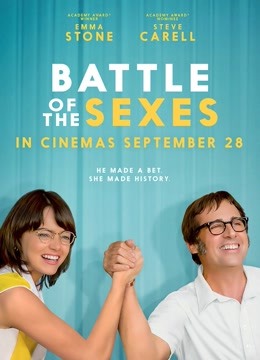 ACADEMY AWARD®
WINNER
EMMA
STONE
ACADEMY AWARD®
NOMINEE
STEVE
CARELL
BATTLE
OF THE SEXES
IN CINEMAS SEPTEMBER 28
HE MADE A BET.
SHE MADE HISTORY.